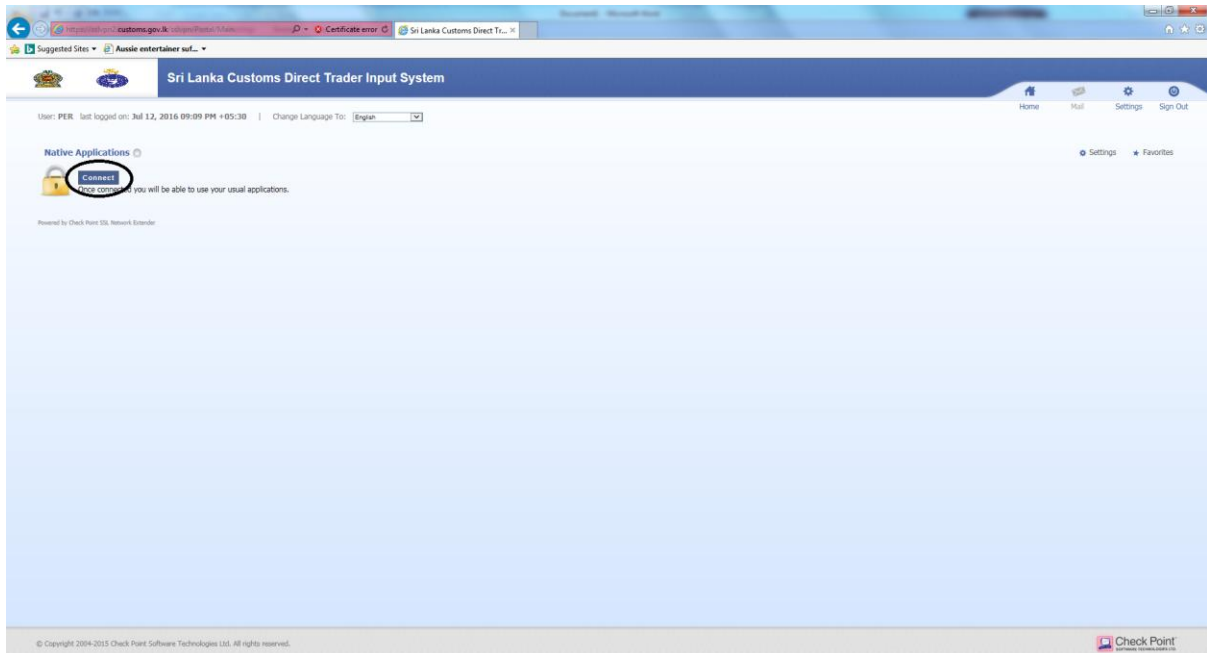 customs.gov.lk
Certificate error
Sri Lanka Customs Direct Tr...
Suggested Sites
Aussie entertainer suf...
Sri Lanka Customs Direct Trader Input System
Home Mail Settings Sign Out
User: PER last logged on: Jul 12, 2016 09:09 PM +05:30 | Change Language To: English
Native Applications
Settings Favorites
Connect
Once connected you will be able to use your usual applications.
Powered by Check Point SSL Network Extender
© Copyright 2004-2015 Check Point Software Technologies Ltd. All rights reserved.
Check Point
SOFTWARE TECHNOLOGIES LTD